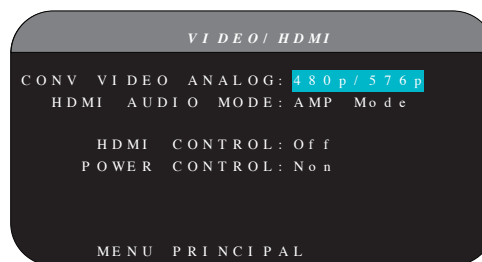 VIDEO/HDMI
CONV VIDEO ANALOG: 480p/576p
HDMI AUDIO MODE: AMP Mode
HDMI CONTROL: Off
POWER CONTROL: Non
MENU PRINCIPAL